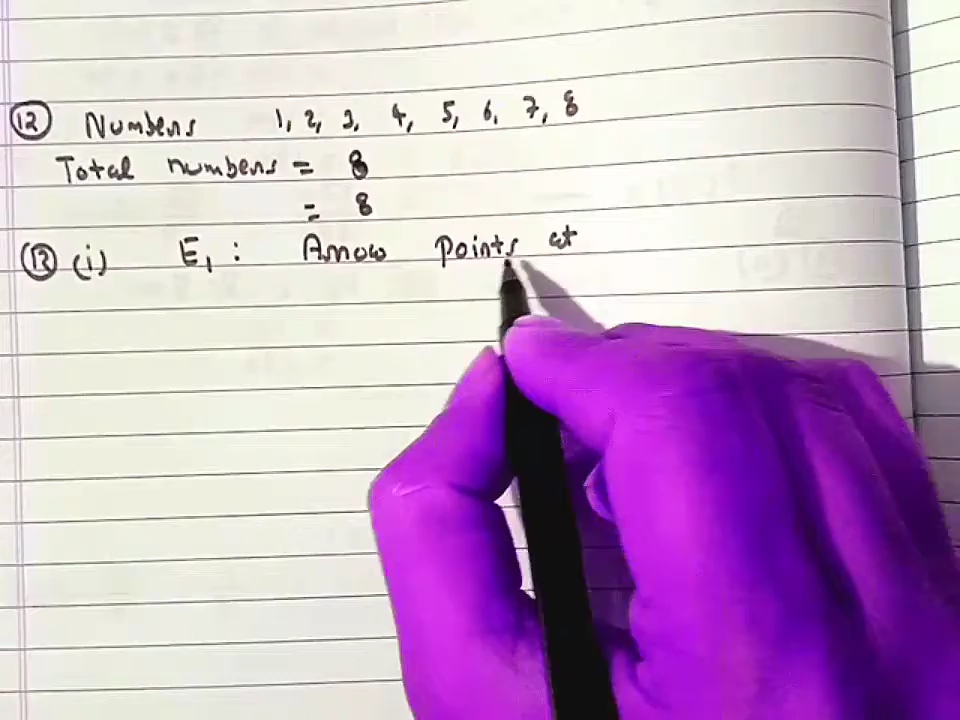 12 Numbers 1, 2, 3, 4, 5, 6, 7, 8
Total numbers = 8
= 8
13 (i) E1 : Arrow points at